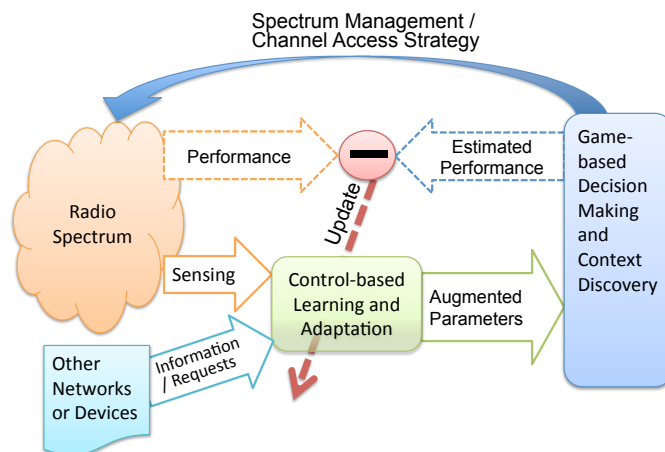 Spectrum Management /
Channel Access Strategy
Performance
Estimated
Performance
Game-
based
Decision
Making
and
Context
Discovery
Radio
Spectrum
Update
Sensing
Control-based
Learning and
Adaptation
Augmented
Parameters
Information
/ Requests
Other
Networks
or Devices